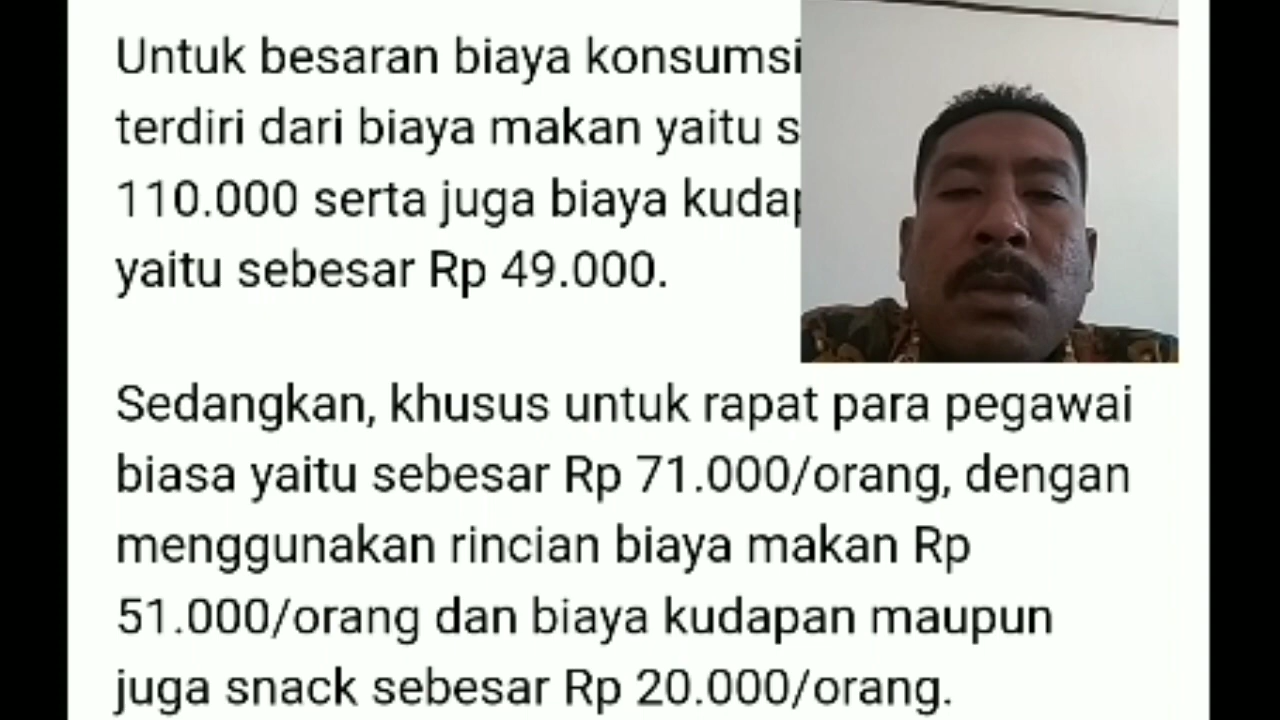 Untuk besaran biaya konsumsi
terdiri dari biaya makan yaitu
110.000 serta juga biaya
yaitu sebesar Rp 49.000.
Sedangkan, khusus untuk rapat para pegawai
biasa yaitu sebesar Rp 71.000/orang, dengan
menggunakan rincian biaya makan Rp
51.000/orang dan biaya kudapan maupun
juga snack sebesar Rp 20.000/orang.